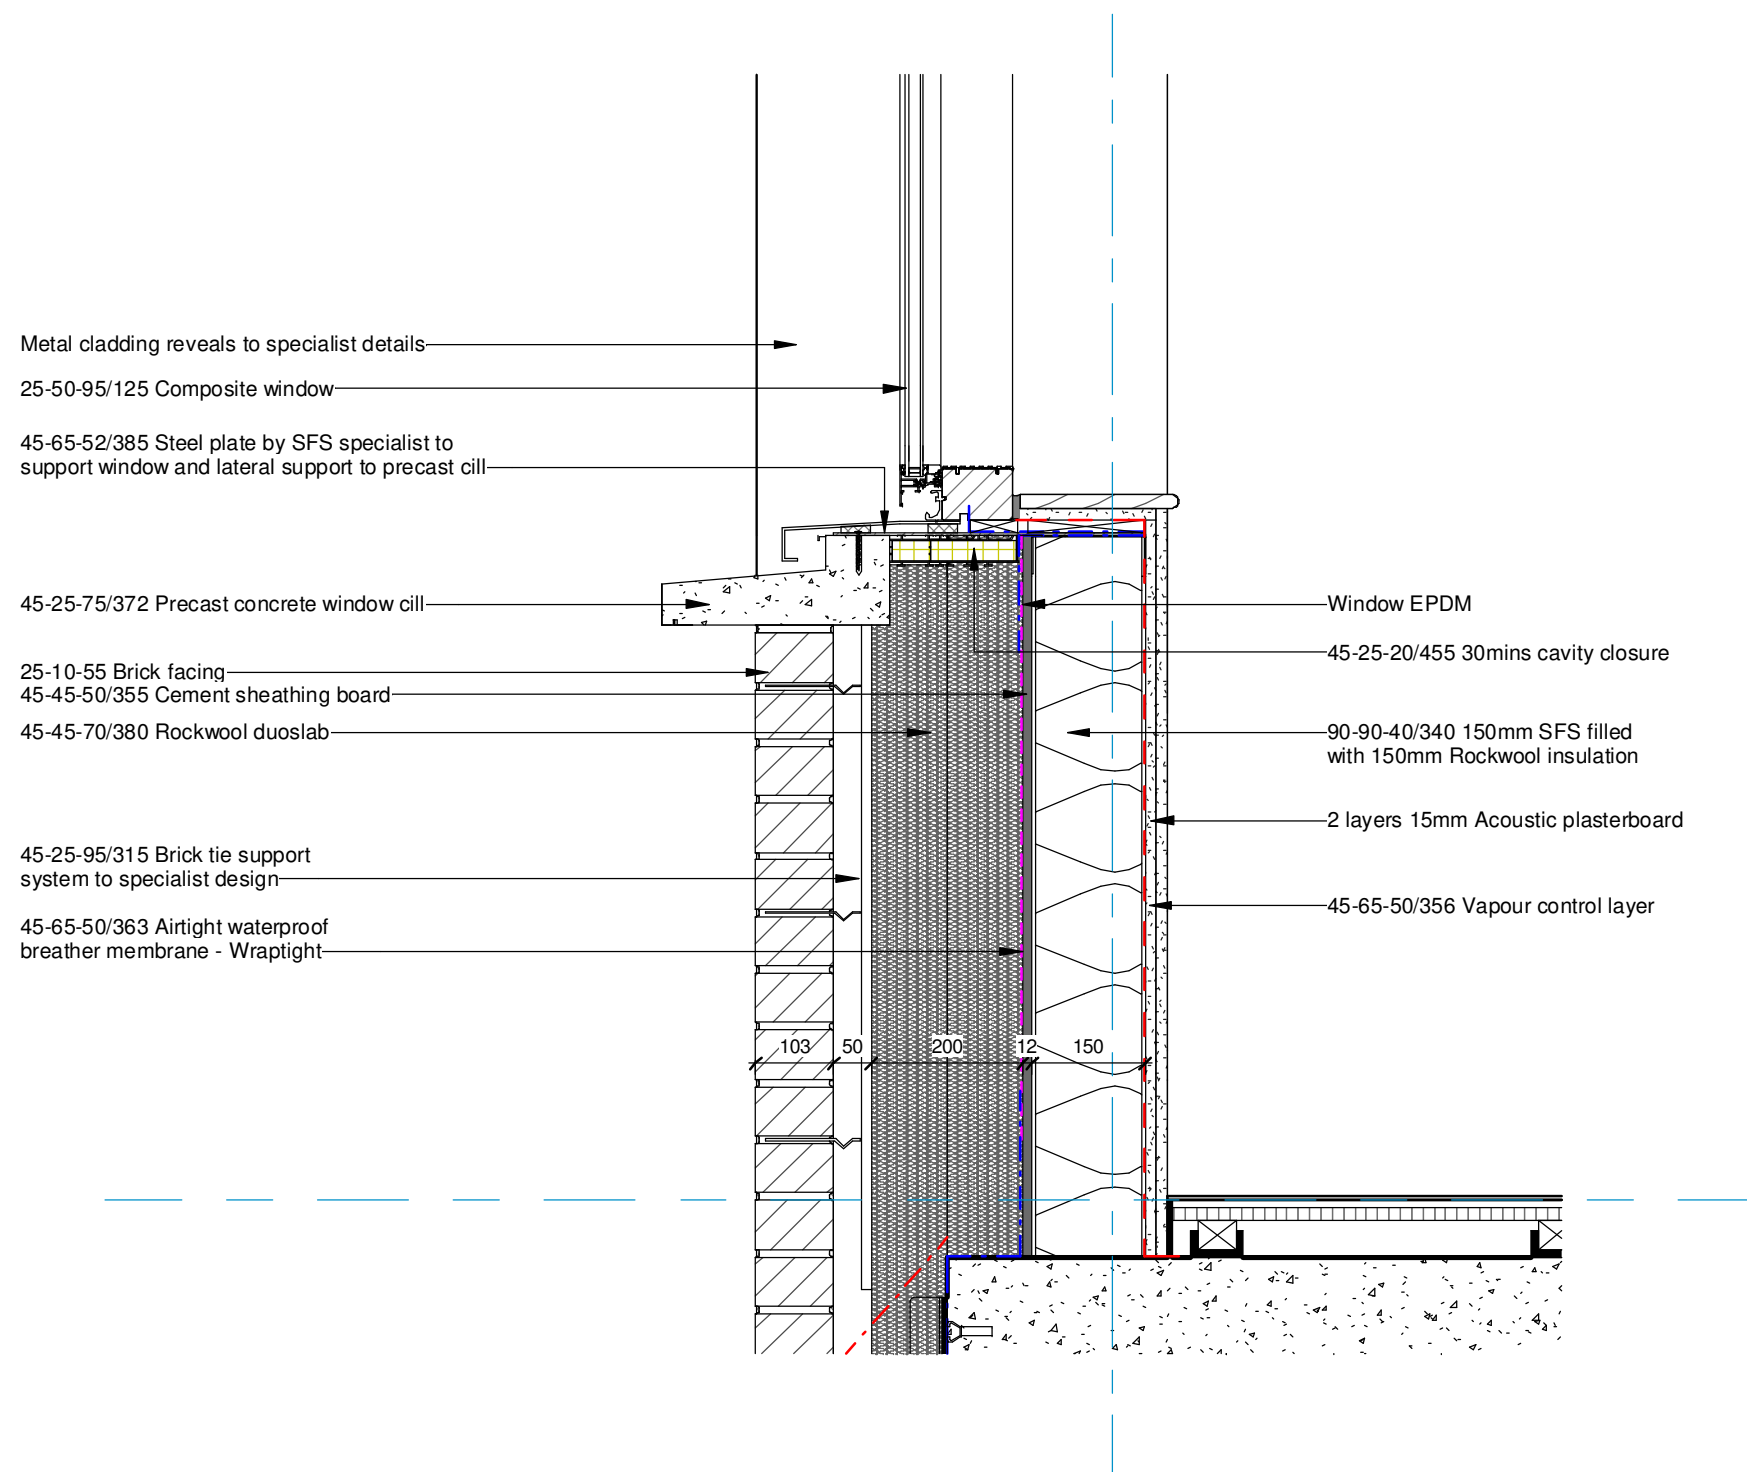 Metal cladding reveals to specialist details
25-50-95/125 Composite window
45-65-52/385 Steel plate by SFS specialist to
support window and lateral support to precast cill
45-25-75/372 Precast concrete window cill
25-10-55 Brick facing
45-45-50/355 Cement sheathing board
45-45-70/380 Rockwool duoslab
45-25-95/315 Brick tie support
system to specialist design
45-65-50/363 Airtight waterproof
breather membrane - Wraptight
Window EPDM
45-25-20/455 30mins cavity closure
90-90-40/340 150mm SFS filled
with 150mm Rockwool insulation
2 layers 15mm Acoustic plasterboard
45-65-50/356 Vapour control layer
103 50 200 12 150